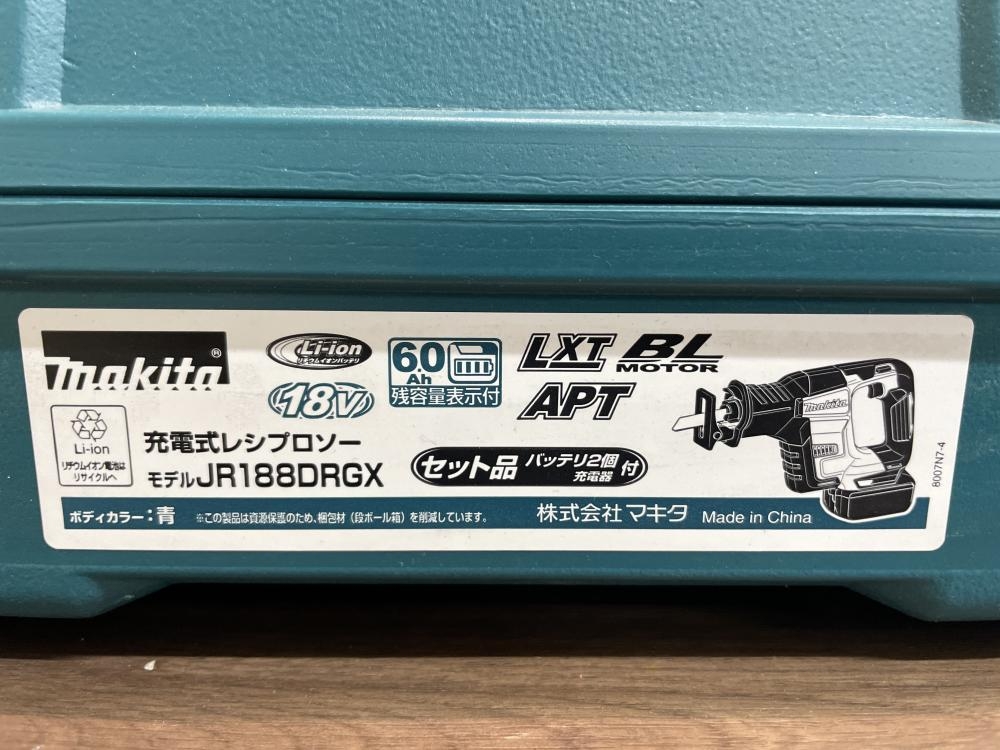 makita®
Li-ion
リチウムイオンバッテリ
18V
6.0
Ah
残容量表示付
LXT BL
MOTOR
APT
Li-ion
リチウムイオン電池は
リサイクルへ
充電式レシプロソー
モデルJR188DRGX
セット品 バッテリ2個
充電器 付
makita
8007N7-4
ボディカラー:青 ※この製品は資源保護のため、梱包材(段ボール箱)を削減しています。 株式会社マキタ Made in China